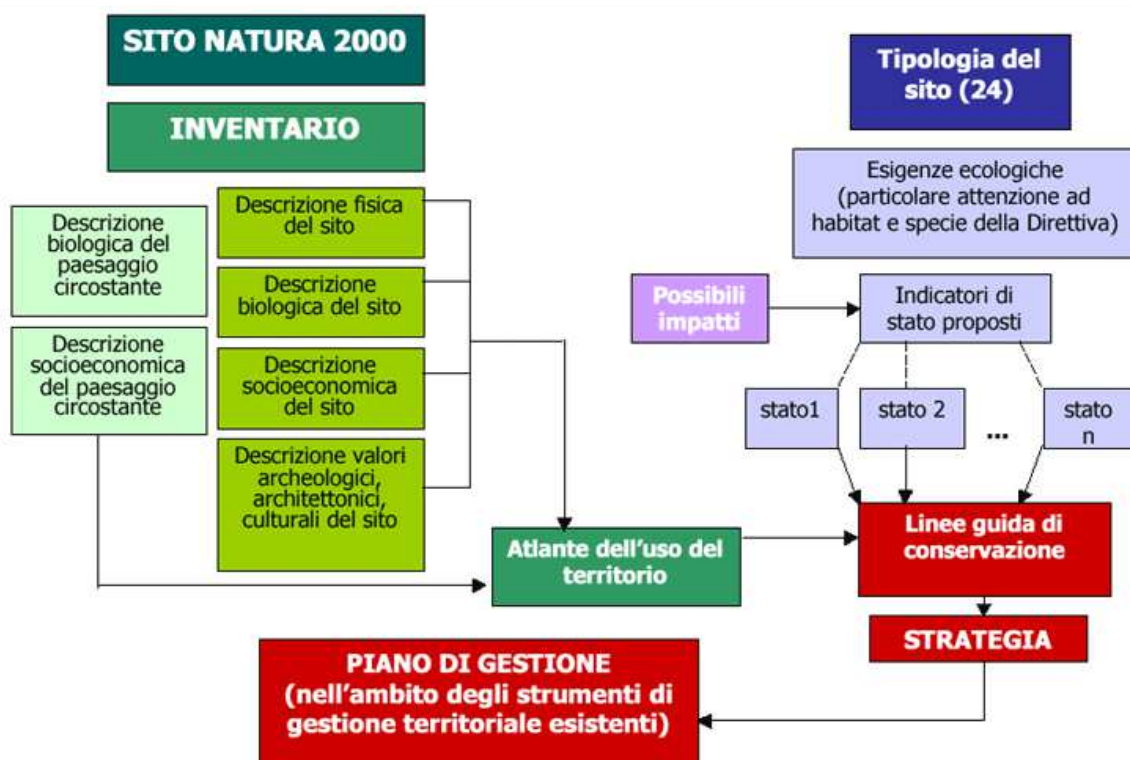 SITO NATURA 2000
INVENTARIO
Descrizione
biologica del
paesaggio
circostante
Descrizione
socioeconomica
del paesaggio
circostante
Descrizione fisica
del sito
Descrizione
biologica del sito
Descrizione
socioeconomica
del sito
Descrizione valori
archeologici,
architettonici,
culturali del sito
Tipologia del
sito (24)
Esigenze ecologiche
(particolare attenzione ad
habitat e specie della Direttiva)
Possibili
impatti
Indicatori di
stato proposti
stato1
stato 2
...
stato
n
Atlante dell'uso del
territorio
Linee guida di
conservazione
STRATEGIA
PIANO DI GESTIONE
(nell'ambito degli strumenti di
gestione territoriale esistenti)